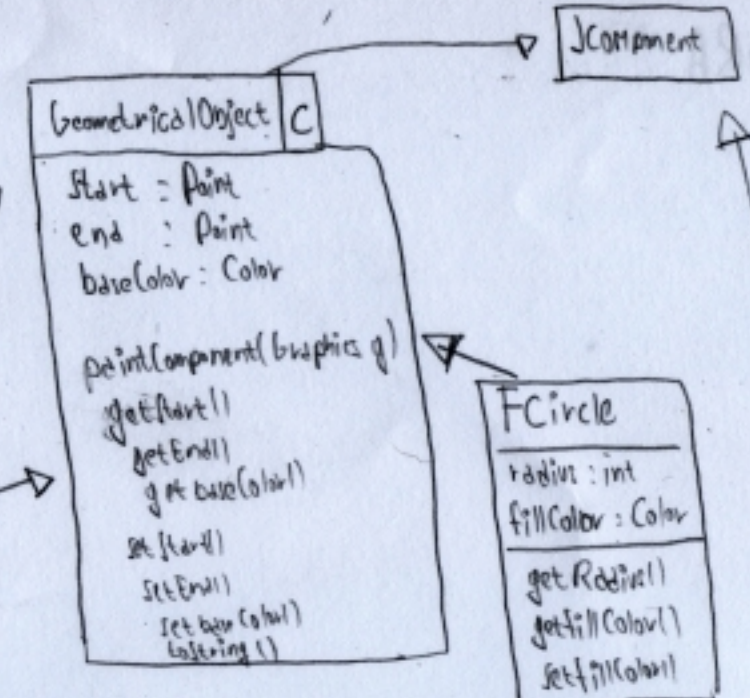 JComponent
GeometricalObject C
start : Point
end : Point
baseColor : Color
paintComponent(Graphics g)
getStart()
getEnd()
getbaseColor()
setStart()
setEnd()
setbaseColor()
toString()
FCircle
radius : int
fillColor : Color
getRadius()
getfillColor()
setfillColor()